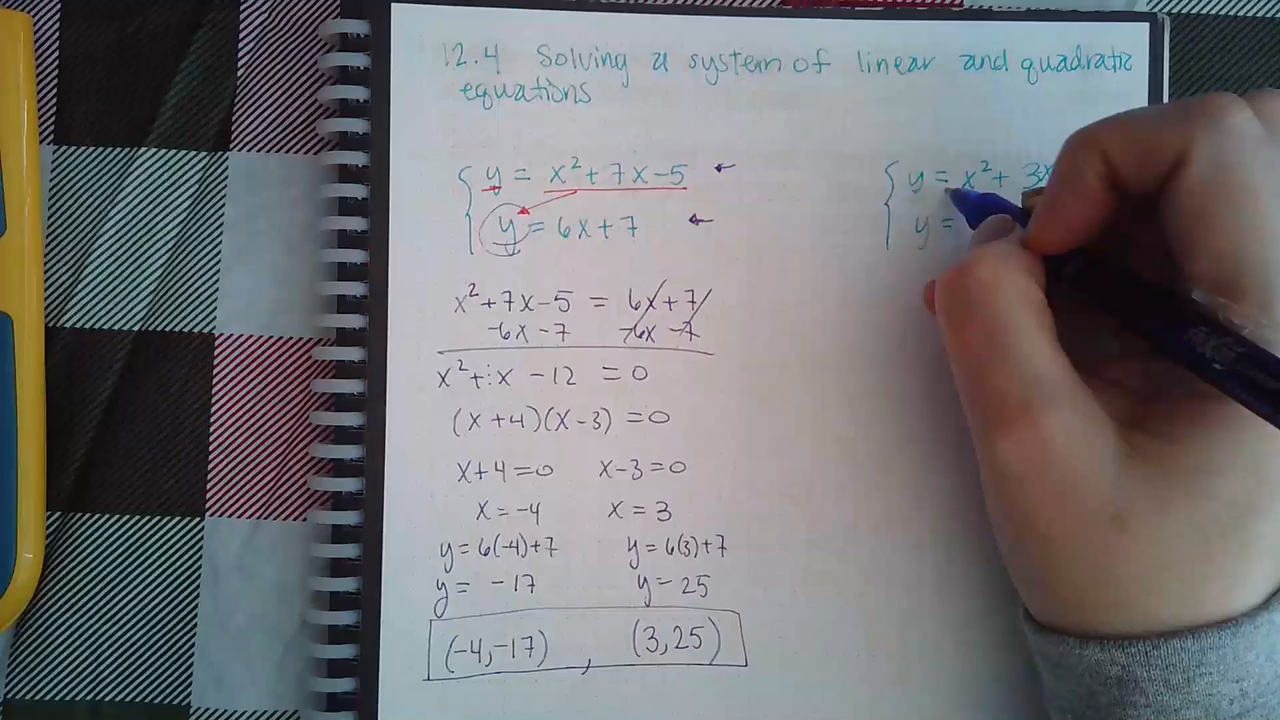 12.4 Solving a system of linear and quadratic
equations
y = x² + 7x - 5 ←
y = 6x + 7 ←
x² + 7x - 5 = 6x + 7
-6x - 7 -6x - 7
x² + x - 12 = 0
(x + 4)(x - 3) = 0
x + 4 = 0 x - 3 = 0
x = -4 x = 3
y = 6(-4) + 7 y = 6(3) + 7
y = -17 y = 25
(-4, -17) , (3, 25)
y = x² + 3x
y =